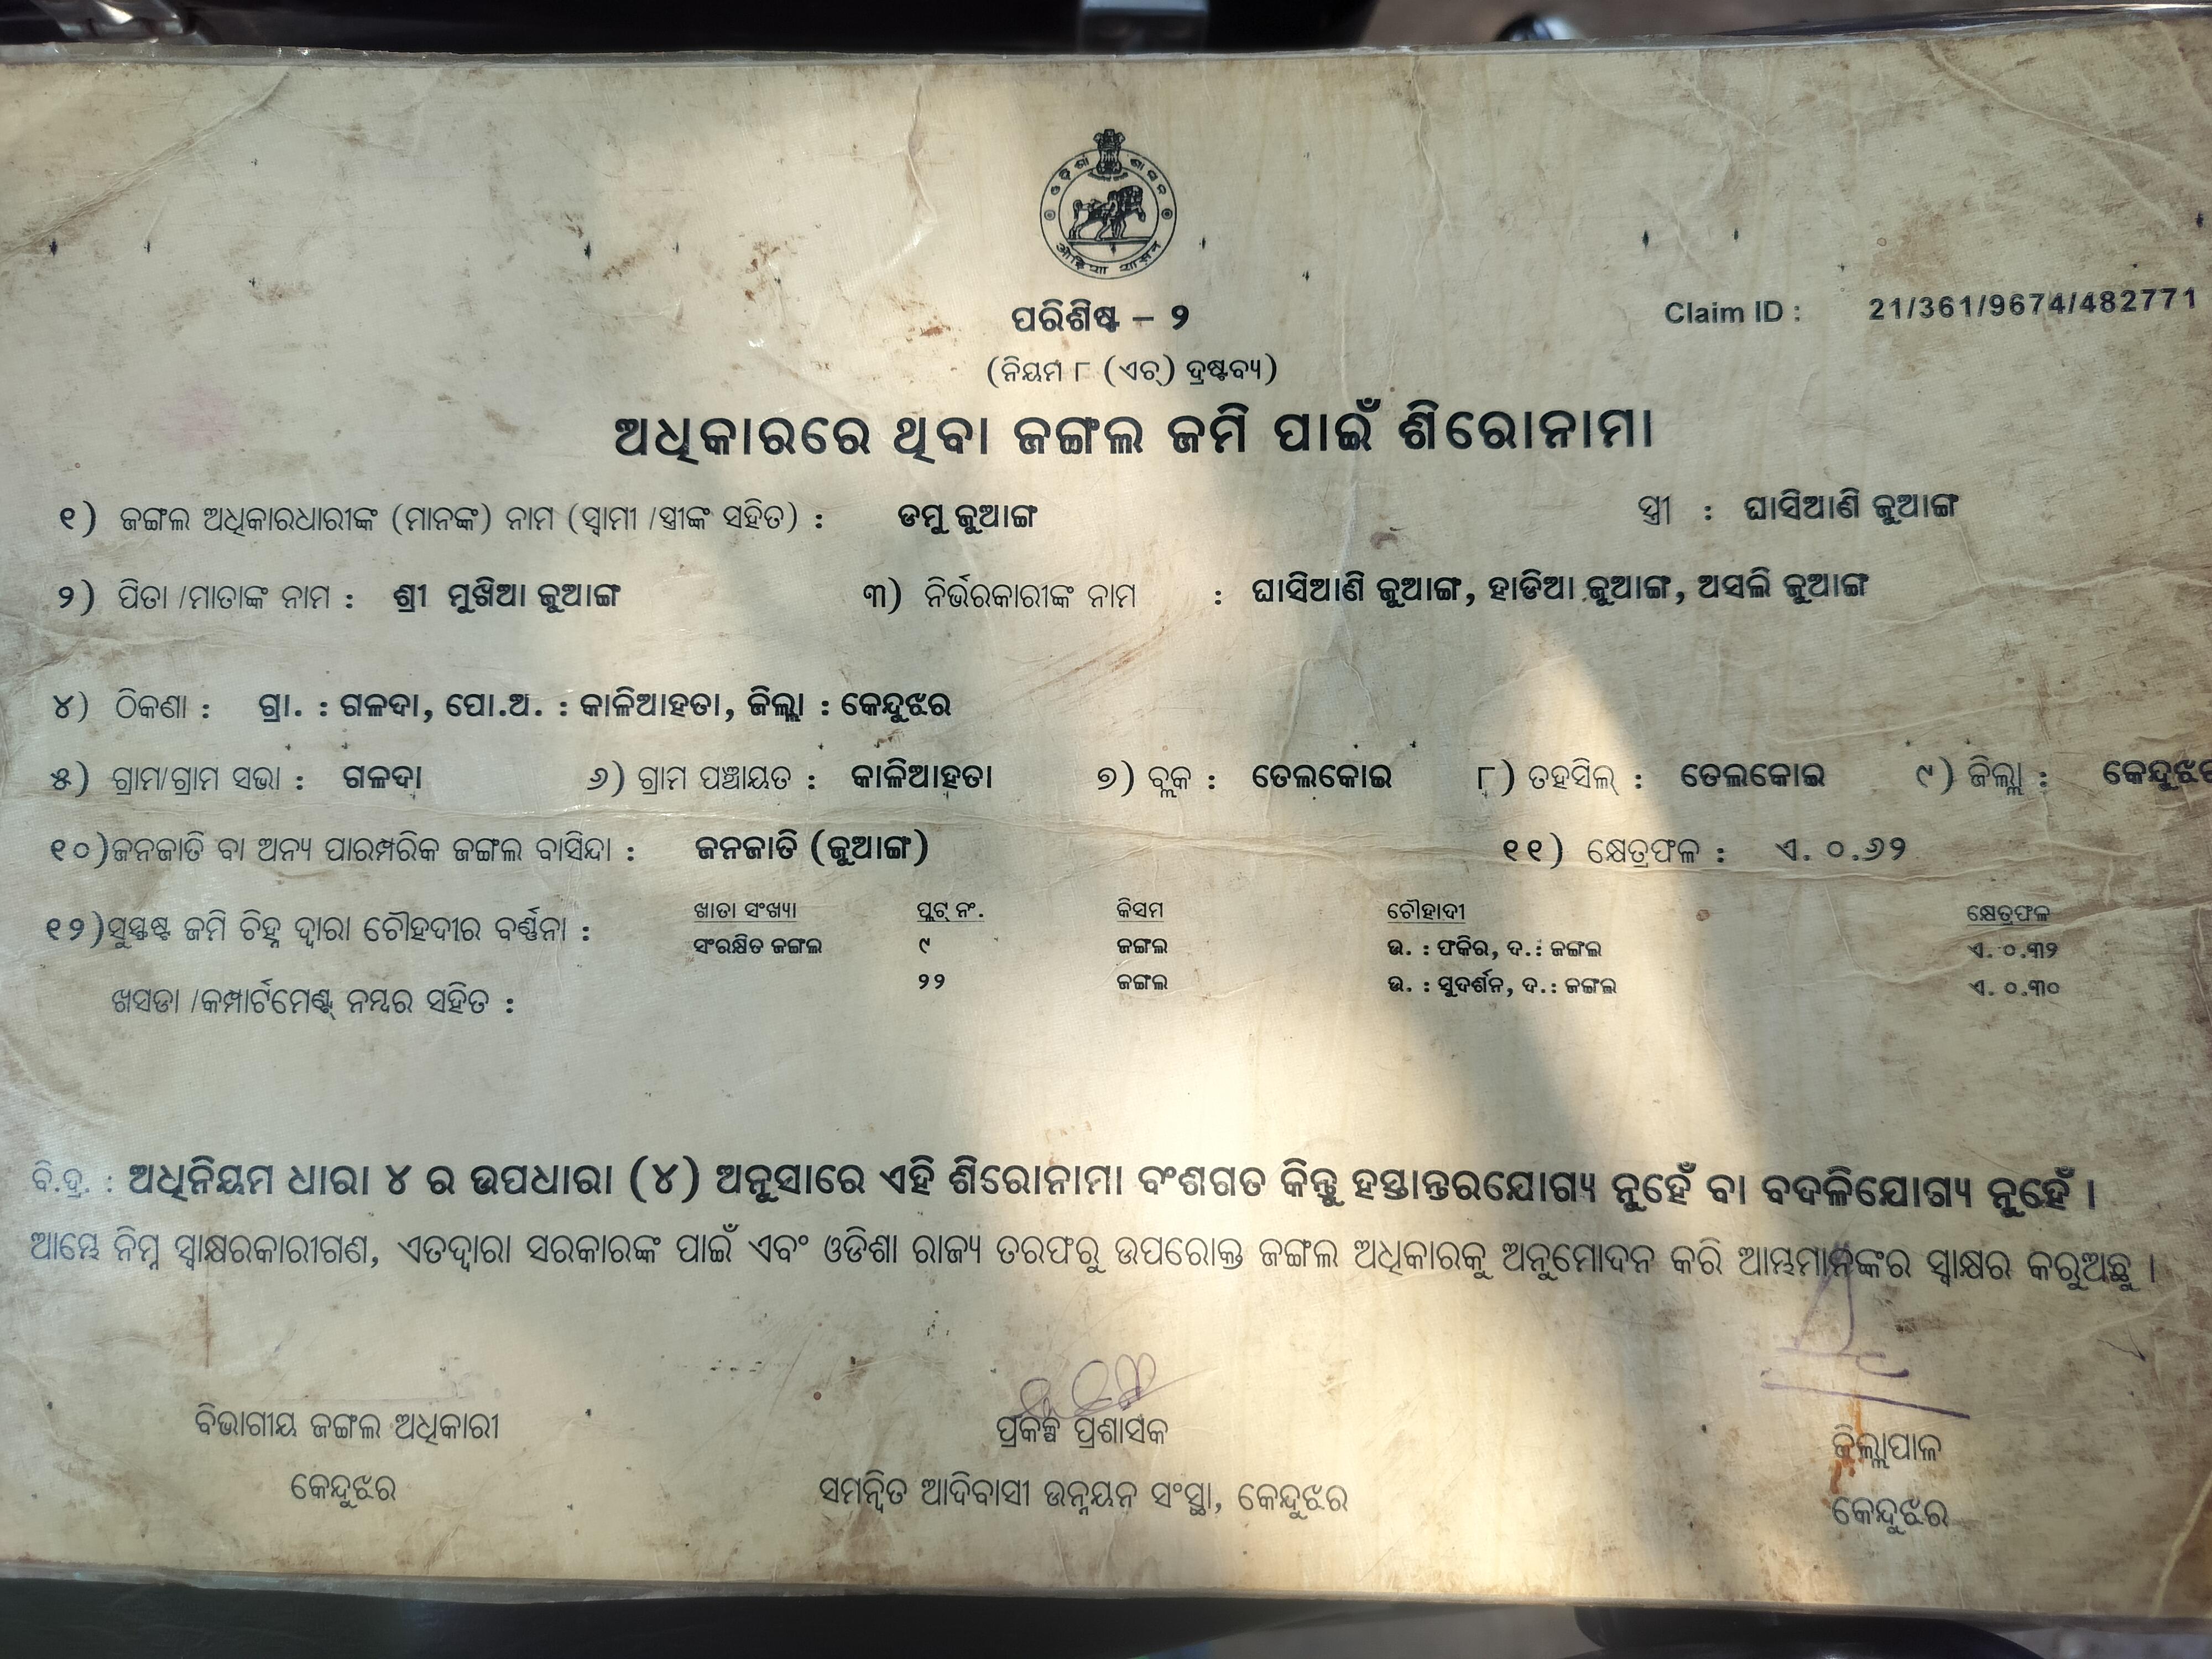 ଓଡ଼ିଶା ଶାସନ
ओड़िशा शासन
ପରିଶିଷ୍ଟ – ୨
Claim ID : 21/361/9674/482771
(ନିୟମ ୮ (ଏଚ୍) ଦ୍ରଷ୍ଟବ୍ୟ)
ଅଧିକାରରେ ଥିବା ଜଙ୍ଗଲ ଜମି ପାଇଁ ଶିରୋନାମା
୧) ଜଙ୍ଗଲ ଅଧିକାରଧାରୀଙ୍କ (ମାନଙ୍କ) ନାମ (ସ୍ୱାମୀ /ସ୍ତ୍ରୀଙ୍କ ସହିତ) : ଡମୁ ଜୁଆଙ୍ଗ ସ୍ତ୍ରୀ : ଘାସିଆଣି ଜୁଆଙ୍ଗ
୨) ପିତା /ମାତାଙ୍କ ନାମ : ଶ୍ରୀ ମୁଖିଆ ଜୁଆଙ୍ଗ ୩) ନିର୍ଭରକାରୀଙ୍କ ନାମ : ଘାସିଆଣି ଜୁଆଙ୍ଗ, ହାଡିଆ ଜୁଆଙ୍ଗ, ଅସଲି ଜୁଆଙ୍ଗ
୪) ଠିକଣା : ଗ୍ରା. : ଗଳଦା, ପୋ.ଅ. : କାଳିଆହତା, ଜିଲ୍ଲା : କେନ୍ଦୁଝର
୫) ଗ୍ରାମ/ଗ୍ରାମ ସଭା : ଗଳଦା ୬) ଗ୍ରାମ ପଞ୍ଚାୟତ : କାଳିଆହତା ୭) ବ୍ଲକ : ତେଲକୋଇ ୮) ତହସିଲ୍ : ତେଲକୋଇ ୯) ଜିଲ୍ଲା : କେନ୍ଦୁଝର
୧୦) ଜନଜାତି ବା ଅନ୍ୟ ପାରମ୍ପରିକ ଜଙ୍ଗଲ ବାସିନ୍ଦା : ଜନଜାତି (ଜୁଆଙ୍ଗ) ୧୧) କ୍ଷେତ୍ରଫଳ : ଏ. ୦.୬୨
୧୨) ସୁସ୍ପଷ୍ଟ ଜମି ଚିହ୍ନ ଦ୍ୱାରା ଚୌହଦୀର ବର୍ଣ୍ଣନା : ଖାତା ସଂଖ୍ୟା ପ୍ଲଟ୍ ନଂ. କିସମ ଚୌହାଦୀ କ୍ଷେତ୍ରଫଳ
ସଂରକ୍ଷିତ ଜଙ୍ଗଲ ୯ ଜଙ୍ଗଲ ଉ. : ଫକିର, ଦ.: ଜଙ୍ଗଲ ଏ. ୦.୩୨
୨୨ ଜଙ୍ଗଲ ଉ. : ସୁଦର୍ଶନ, ଦ.: ଜଙ୍ଗଲ ଏ. ୦.୩୦
ଖସଡା /କମ୍ପାର୍ଟମେଣ୍ଟ୍ ନମ୍ବର ସହିତ :
ବି.ଦ୍ର. : ଅଧିନିୟମ ଧାରା ୪ ର ଉପଧାରା (୪) ଅନୁସାରେ ଏହି ଶିରୋନାମା ବଂଶଗତ କିନ୍ତୁ ହସ୍ତାନ୍ତରଯୋଗ୍ୟ ନୁହେଁ ବା ବଦଳିଯୋଗ୍ୟ ନୁହେଁ ।
ଆମ୍ଭେ ନିମ୍ନ ସ୍ୱାକ୍ଷରକାରୀଗଣ, ଏତଦ୍ୱାରା ସରକାରଙ୍କ ପାଇଁ ଏବଂ ଓଡିଶା ରାଜ୍ୟ ତରଫରୁ ଉପରୋକ୍ତ ଜଙ୍ଗଲ ଅଧିକାରକୁ ଅନୁମୋଦନ କରି ଆମ୍ଭମାନଙ୍କର ସ୍ୱାକ୍ଷର କରୁଅଛୁ ।
ବିଭାଗୀୟ ଜଙ୍ଗଲ ଅଧିକାରୀ ପ୍ରକଳ୍ପ ପ୍ରଶାସକ ଜିଲ୍ଲାପାଳ
କେନ୍ଦୁଝର ସମନ୍ୱିତ ଆଦିବାସୀ ଉନ୍ନୟନ ସଂସ୍ଥା, କେନ୍ଦୁଝର କେନ୍ଦୁଝର